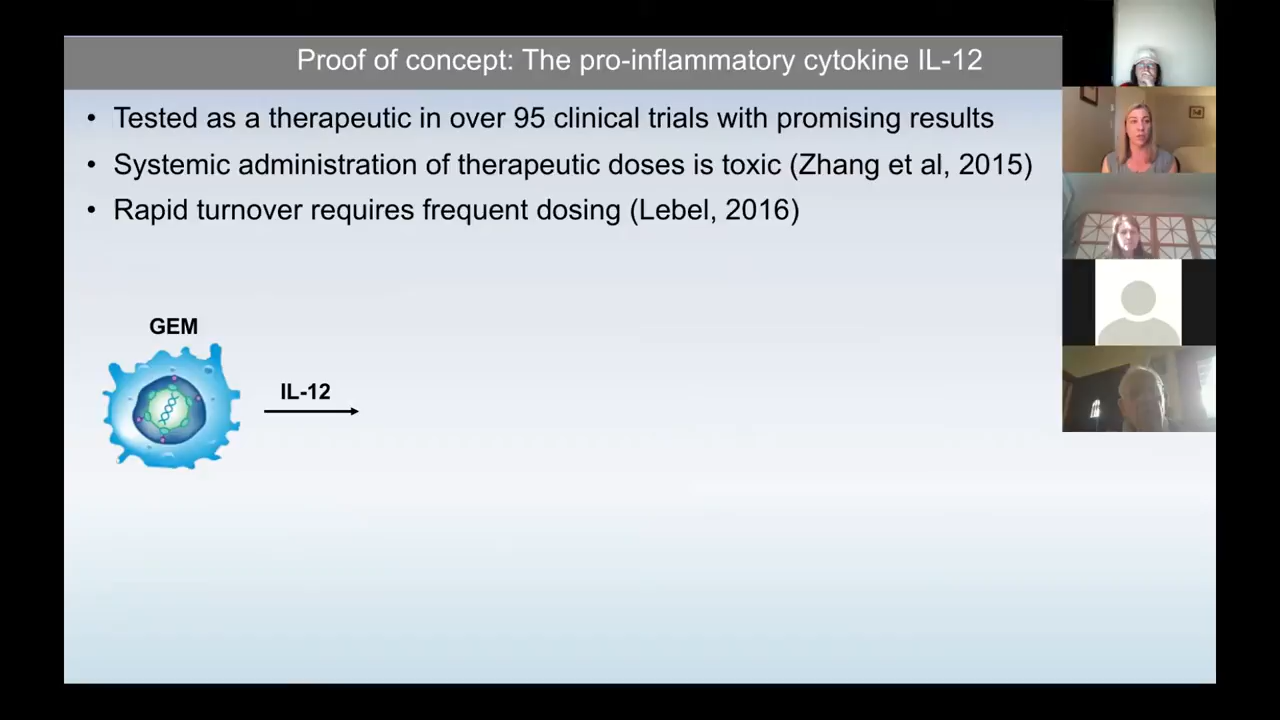 Proof of concept: The pro-inflammatory cytokine IL-12
• Tested as a therapeutic in over 95 clinical trials with promising results
• Systemic administration of therapeutic doses is toxic (Zhang et al, 2015)
• Rapid turnover requires frequent dosing (Lebel, 2016)
GEM
IL-12